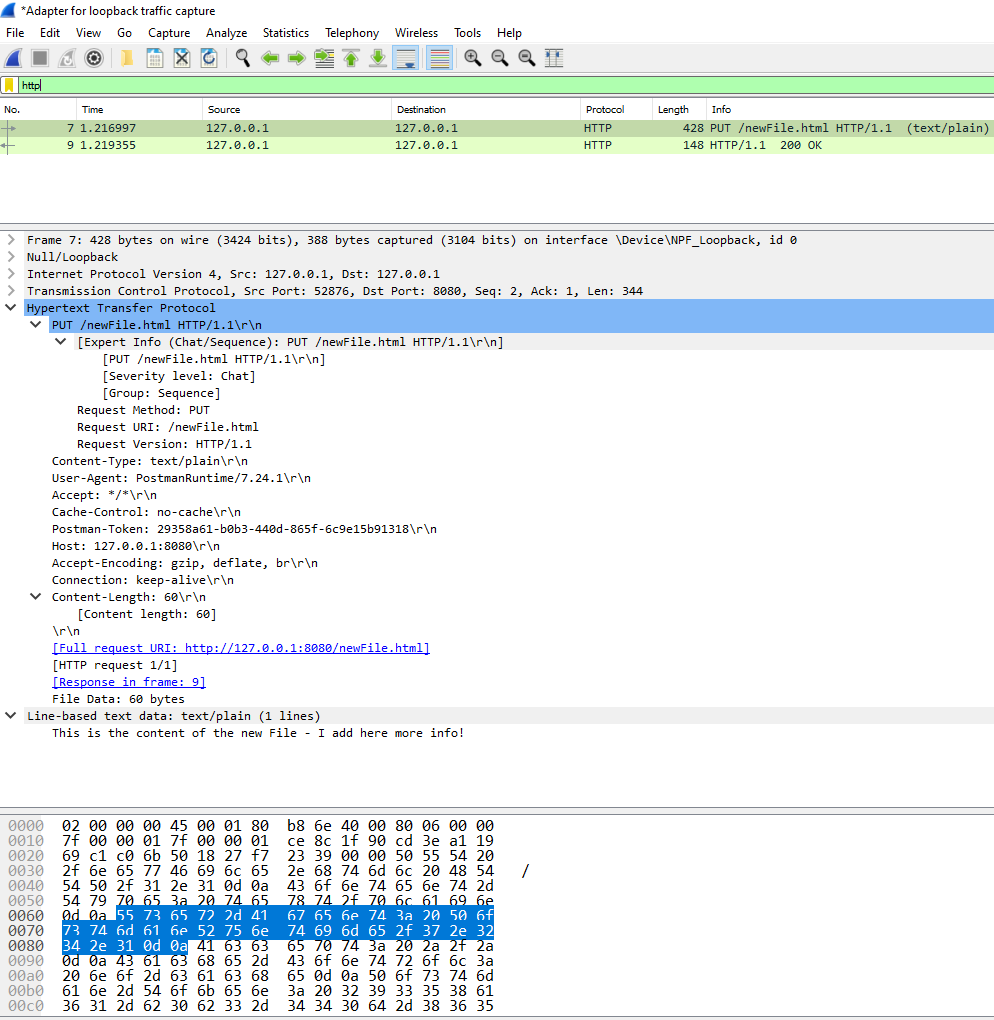 *Adapter for loopback traffic capture
File Edit View Go Capture Analyze Statistics Telephony Wireless Tools Help
http
No. Time Source Destination Protocol Length Info
7 1.216997 127.0.0.1 127.0.0.1 HTTP 428 PUT /newFile.html HTTP/1.1  (text/plain)
9 1.219355 127.0.0.1 127.0.0.1 HTTP 148 HTTP/1.1  200 OK
Frame 7: 428 bytes on wire (3424 bits), 388 bytes captured (3104 bits) on interface \Device\NPF_Loopback, id 0
Null/Loopback
Internet Protocol Version 4, Src: 127.0.0.1, Dst: 127.0.0.1
Transmission Control Protocol, Src Port: 52876, Dst Port: 8080, Seq: 2, Ack: 1, Len: 344
Hypertext Transfer Protocol
PUT /newFile.html HTTP/1.1\r\n
[Expert Info (Chat/Sequence): PUT /newFile.html HTTP/1.1\r\n]
[PUT /newFile.html HTTP/1.1\r\n]
[Severity level: Chat]
[Group: Sequence]
Request Method: PUT
Request URI: /newFile.html
Request Version: HTTP/1.1
Content-Type: text/plain\r\n
User-Agent: PostmanRuntime/7.24.1\r\n
Accept: */*\r\n
Cache-Control: no-cache\r\n
Postman-Token: 29358a61-b0b3-440d-865f-6c9e15b91318\r\n
Host: 127.0.0.1:8080\r\n
Accept-Encoding: gzip, deflate, br\r\n
Connection: keep-alive\r\n
Content-Length: 60\r\n
[Content length: 60]
\r\n
[Full request URI: http://127.0.0.1:8080/newFile.html]
[HTTP request 1/1]
[Response in frame: 9]
File Data: 60 bytes
Line-based text data: text/plain (1 lines)
This is the content of the new File - I add here more info!
0000 02 00 00 00 45 00 01 80 b8 6e 40 00 80 06 00 00
0010 7f 00 00 01 7f 00 00 01 ce 8c 1f 90 cd 3e a1 19
0020 69 c1 c0 6b 50 18 27 f7 23 39 00 00 50 55 54 20
0030 2f 6e 65 77 46 69 6c 65 2e 68 74 6d 6c 20 48 54 /
0040 54 50 2f 31 2e 31 0d 0a 43 6f 6e 74 65 6e 74 2d
0050 54 79 70 65 3a 20 74 65 78 74 2f 70 6c 61 69 6e
0060 0d 0a 55 73 65 72 2d 41 67 65 6e 74 3a 20 50 6f
0070 73 74 6d 61 6e 52 75 6e 74 69 6d 65 2f 37 2e 32
0080 34 2e 31 0d 0a 41 63 63 65 70 74 3a 20 2a 2f 2a
0090 0d 0a 43 61 63 68 65 2d 43 6f 6e 74 72 6f 6c 3a
00a0 20 6e 6f 2d 63 61 63 68 65 0d 0a 50 6f 73 74 6d
00b0 61 6e 2d 54 6f 6b 65 6e 3a 20 32 39 33 35 38 61
00c0 36 31 2d 62 30 62 33 2d 34 34 30 64 2d 38 36 35